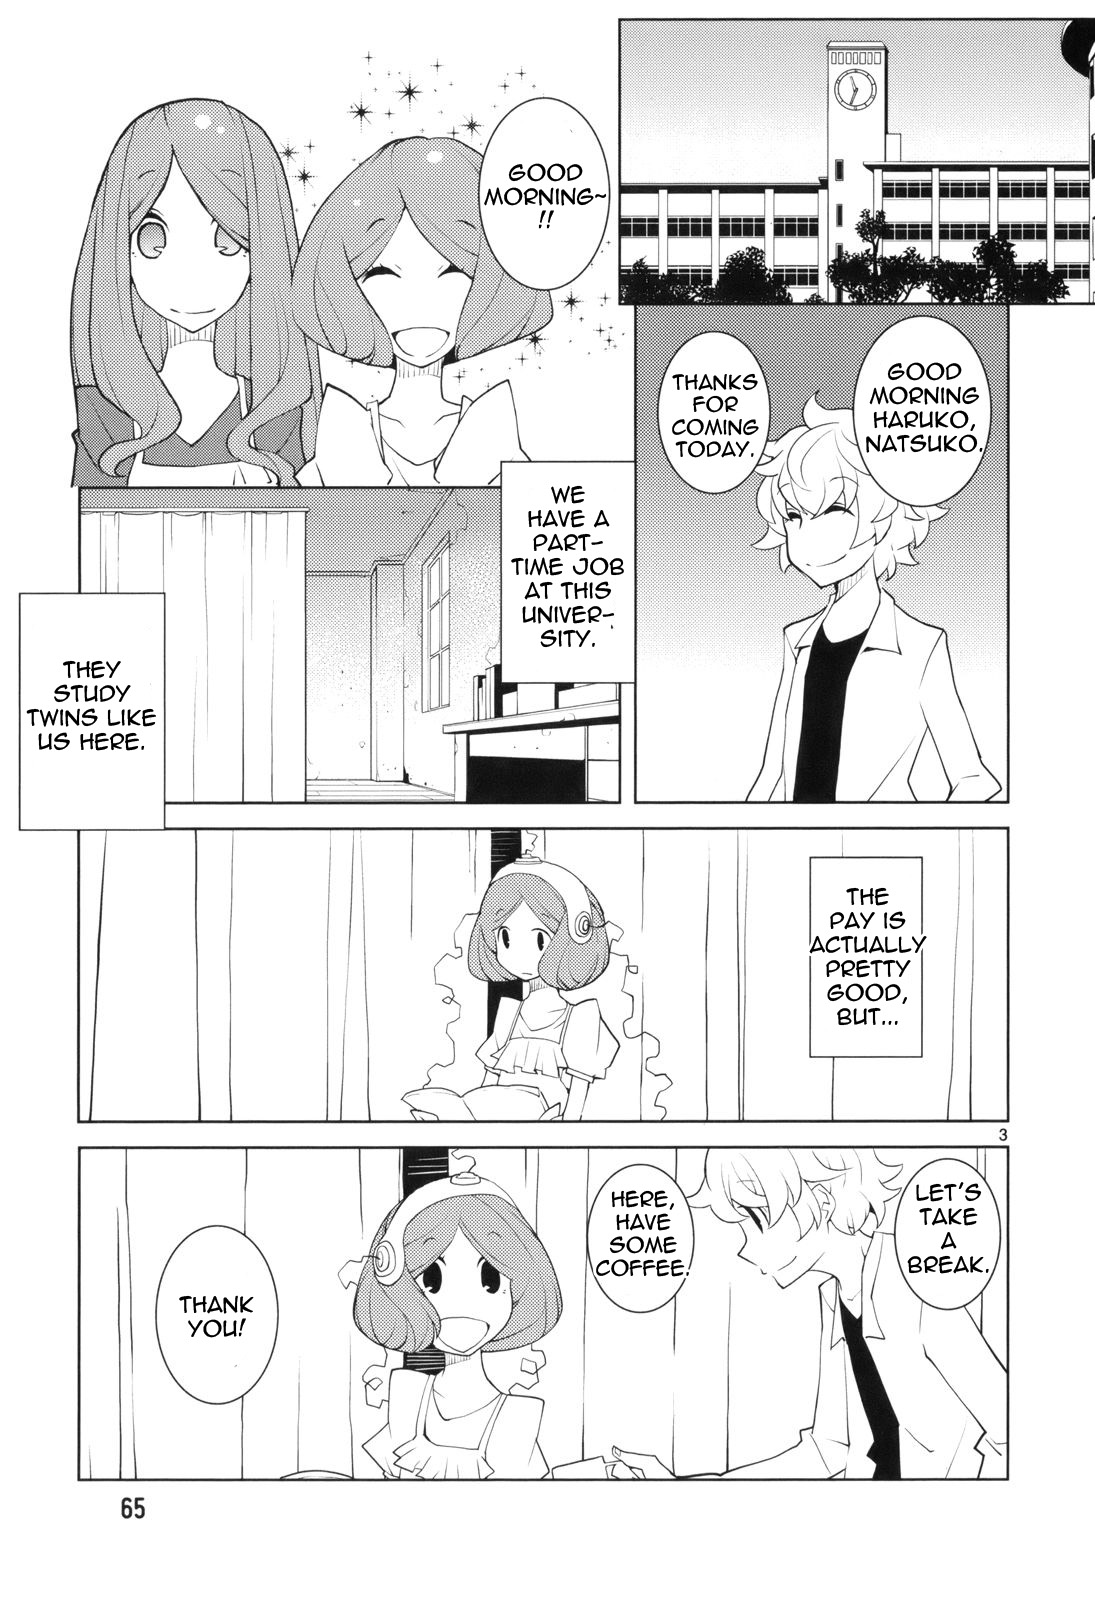 GOOD
MORNING
HARUKO,
NATSUKO.
THANKS
FOR
COMING
TODAY.
GOOD
MORNING~
!!
WE
HAVE A
PART-
TIME JOB
AT THIS
UNIVER-
SITY.
THEY
STUDY
TWINS LIKE
US HERE.
THE
PAY IS
ACTUALLY
PRETTY
GOOD,
BUT...
3
LET'S
TAKE
A
BREAK.
HERE,
HAVE
SOME
COFFEE.
THANK
YOU!
65